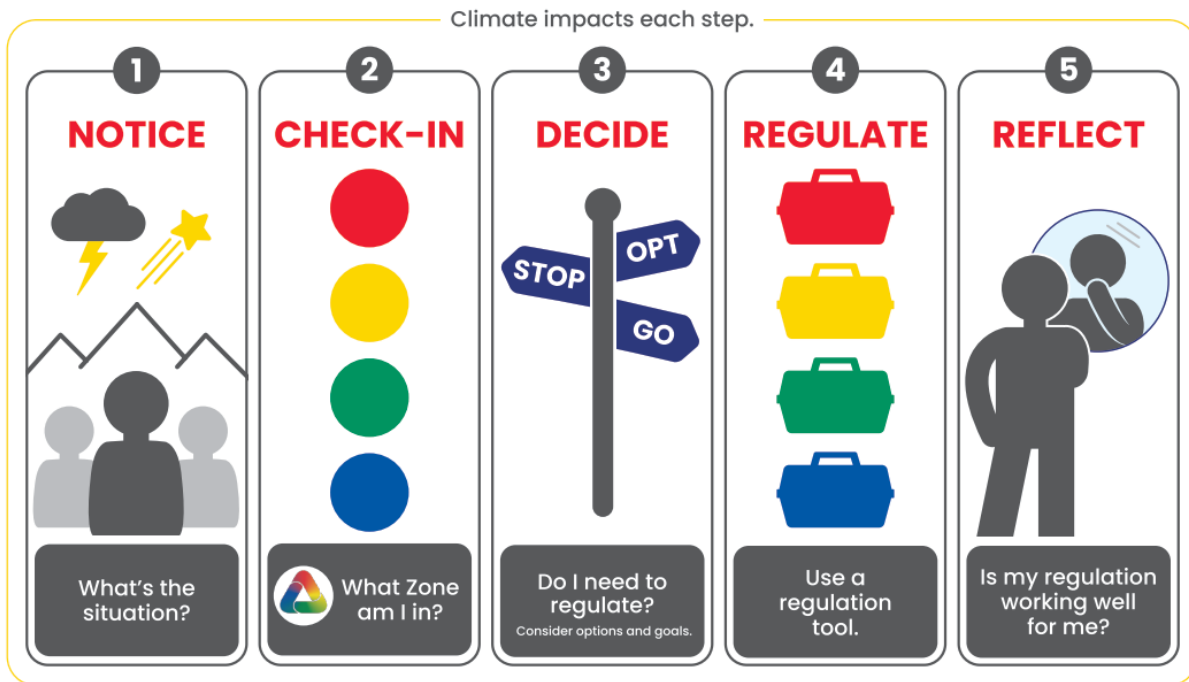 Climate impacts each step.
1
NOTICE
What's the
situation?
2
CHECK-IN
What Zone
am I in?
3
DECIDE
STOP
OPT
GO
Do I need to
regulate?
Consider options and goals.
4
REGULATE
Use a
regulation
tool.
5
REFLECT
Is my regulation
working well
for me?